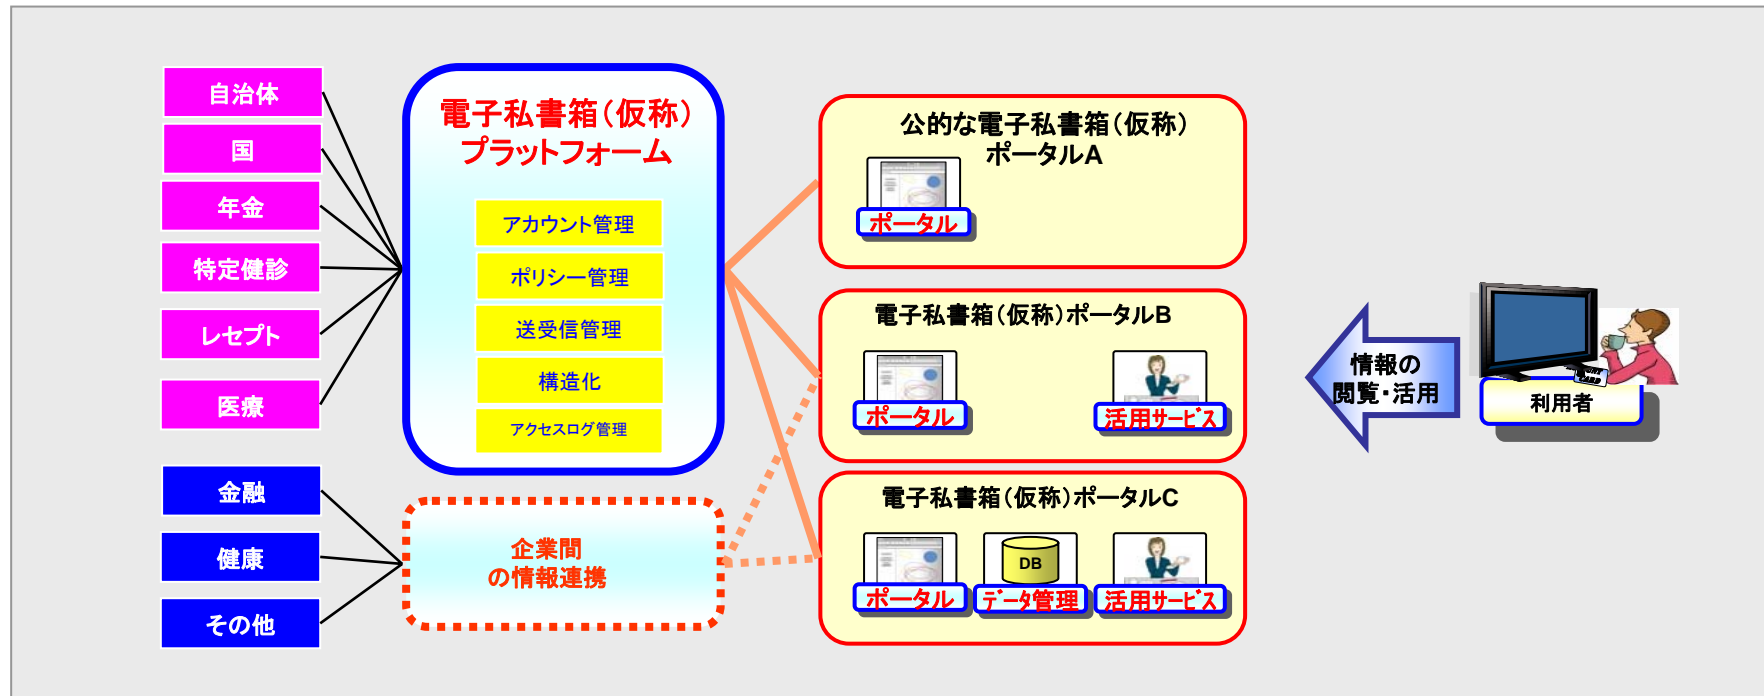 自治体
国
年金
特定健診
レセプト
医療
金融
健康
その他
電子私書箱（仮称）
プラットフォーム
アカウント管理
ポリシー管理
送受信管理
構造化
アクセスログ管理
企業間
の情報連携
公的な電子私書箱（仮称）
ポータルA
ポータル
電子私書箱（仮称）ポータルB
ポータル
活用サービス
電子私書箱（仮称）ポータルC
ポータル
DB
データ管理
活用サービス
情報の
閲覧・活用
利用者